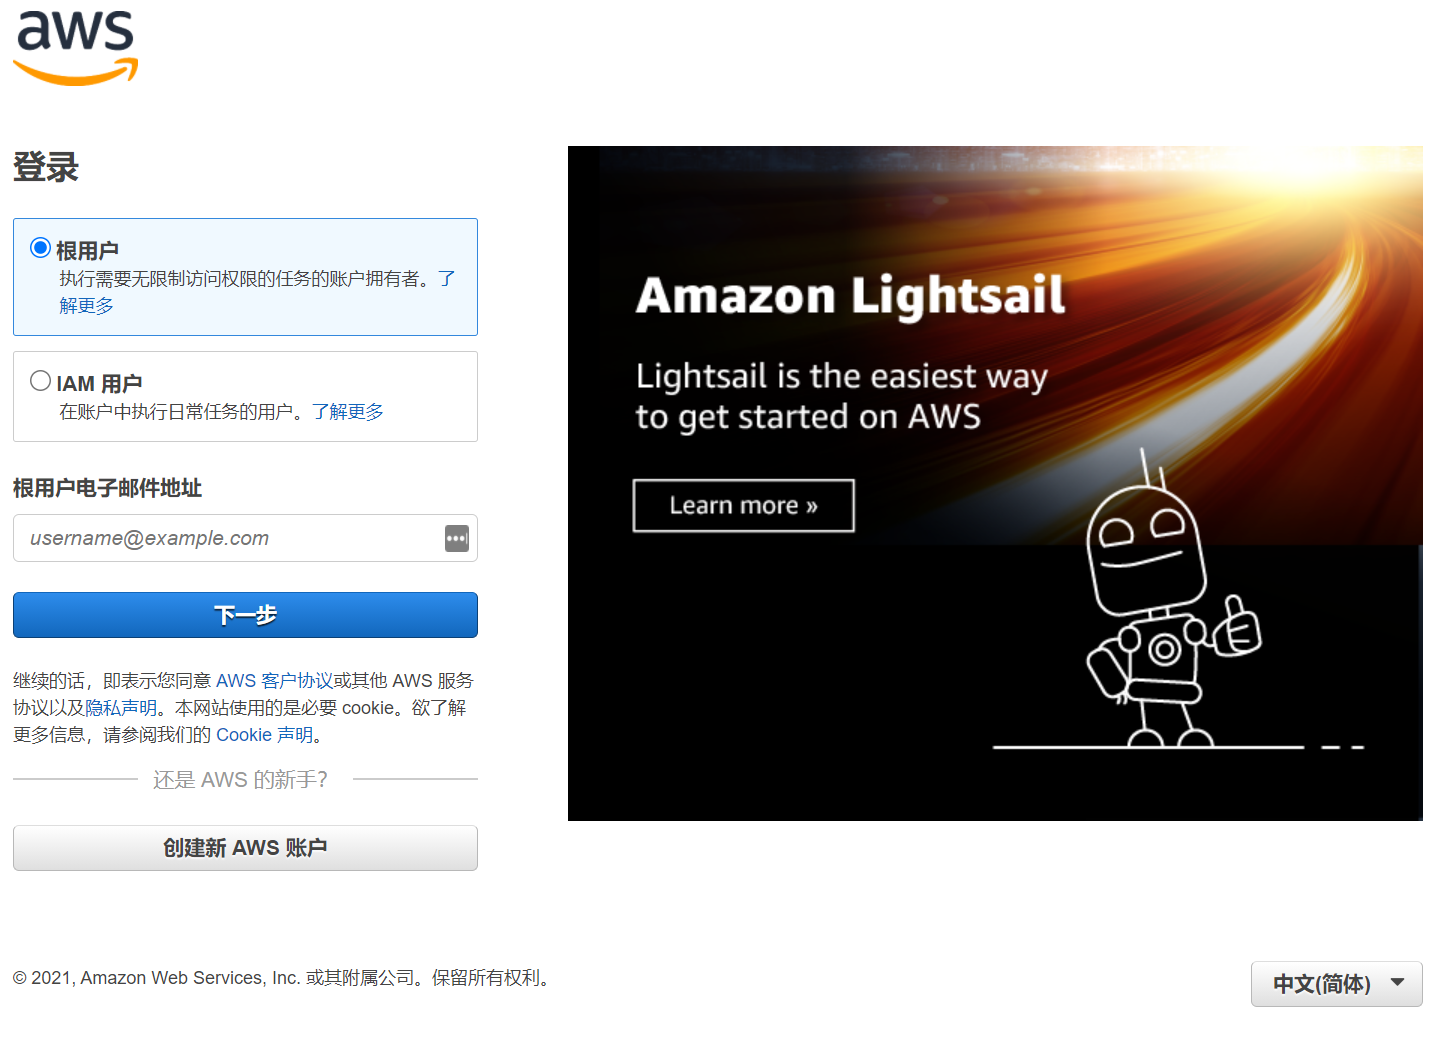 aws
登录
根用户
执行需要无限制访问权限的任务的账户拥有者。了
解更多
IAM 用户
在账户中执行日常任务的用户。了解更多
根用户电子邮件地址
username@example.com
下一步
继续的话，即表示您同意 AWS 客户协议或其他 AWS 服务
协议以及隐私声明。本网站使用的是必要 cookie。欲了解
更多信息，请参阅我们的 Cookie 声明。
还是 AWS 的新手?
创建新 AWS 账户
Amazon Lightsail
Lightsail is the easiest way
to get started on AWS
Learn more »
© 2021, Amazon Web Services, Inc. 或其附属公司。保留所有权利。
中文(简体)